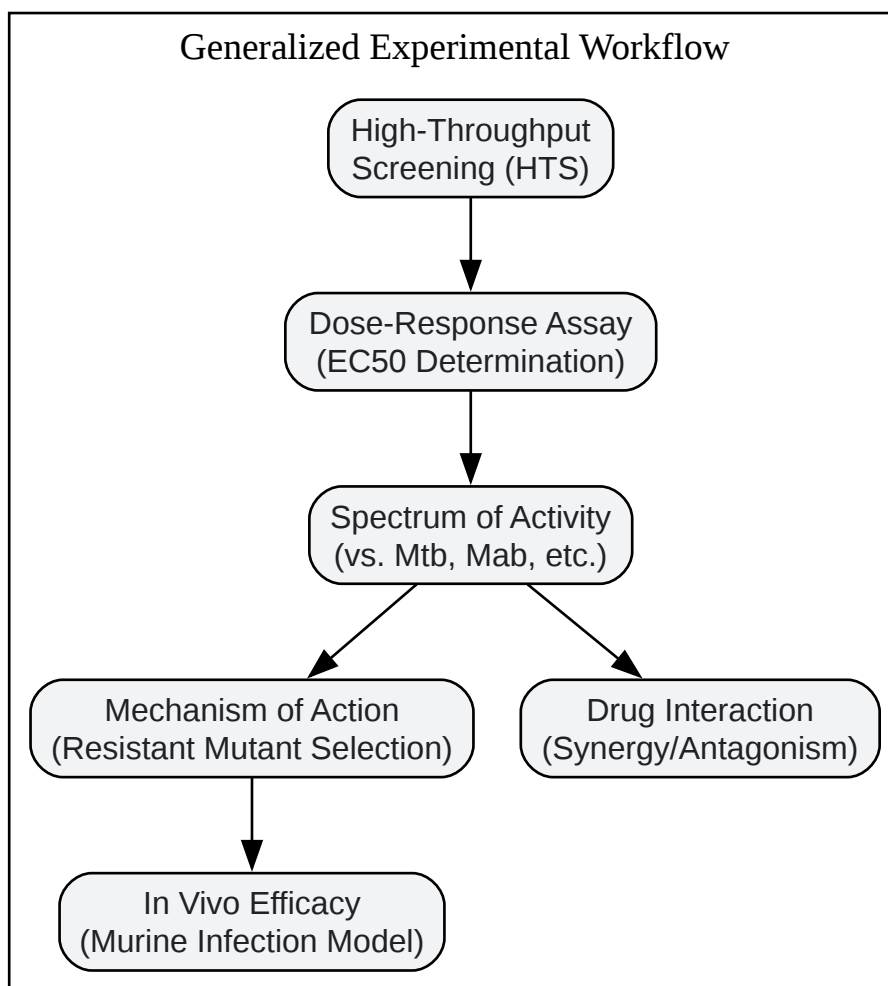 Generalized Experimental Workflow
High-Throughput
Screening (HTS)
Dose-Response Assay
(EC50 Determination)
Spectrum of Activity
(vs. Mtb, Mab, etc.)
Mechanism of Action
(Resistant Mutant Selection)
Drug Interaction
(Synergy/Antagonism)
In Vivo Efficacy
(Murine Infection Model)